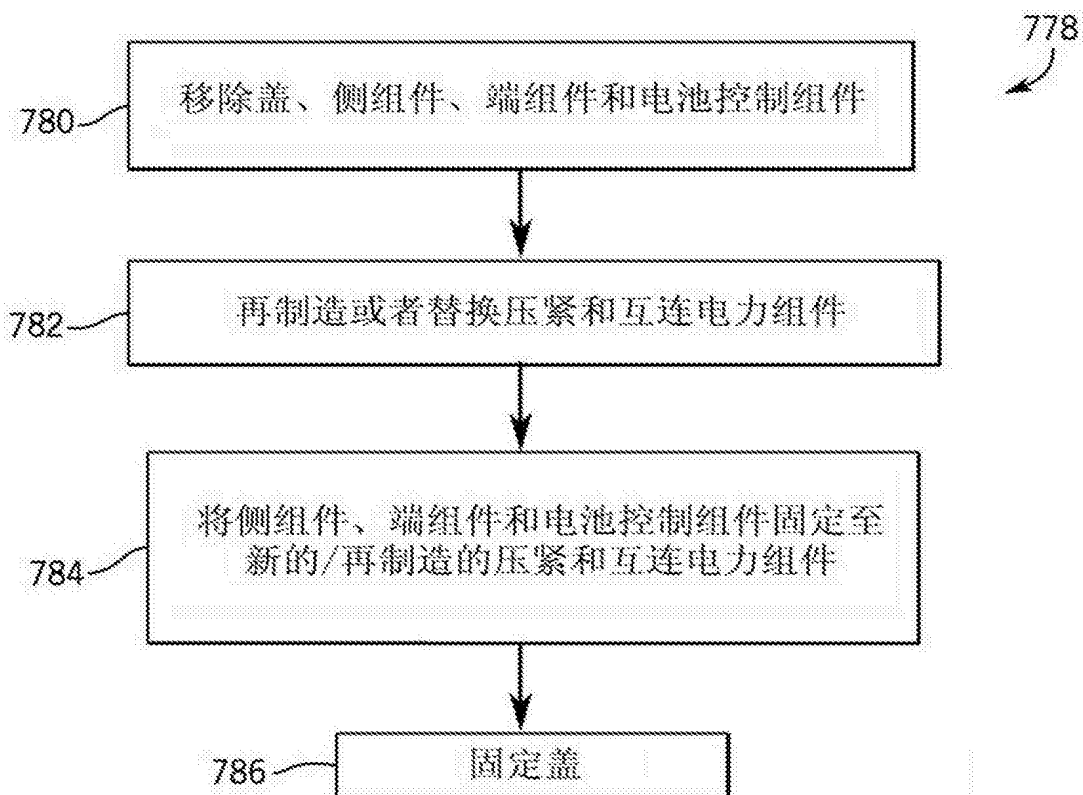 778
780
移除盖、侧组件、端组件和电池控制组件
782
再制造或者替换压紧和互连电力组件
784
将侧组件、端组件和电池控制组件固定至
新的/再制造的压紧和互连电力组件
786
固定盖